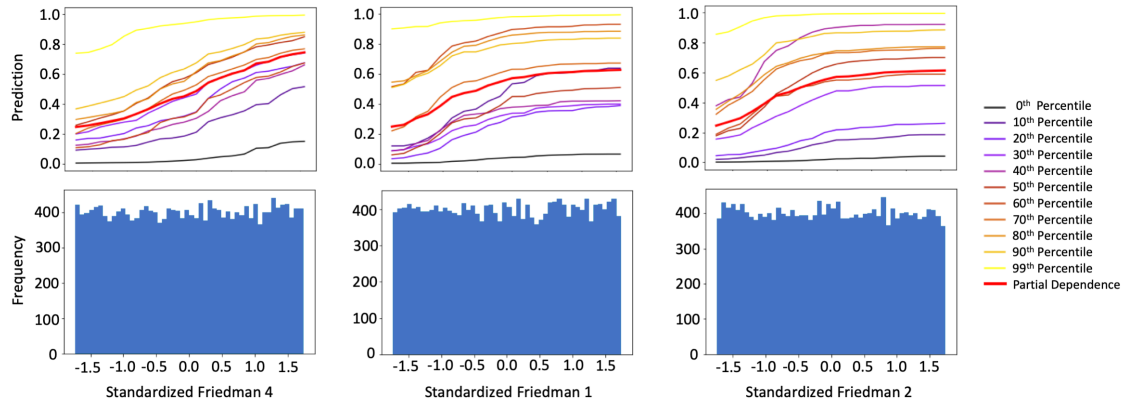 Prediction
1.0
0.8
0.6
0.4
0.2
0.0
1.0
0.8
0.6
0.4
0.2
0.0
1.0
0.8
0.6
0.4
0.2
0.0
0th Percentile
10th Percentile
20th Percentile
30th Percentile
40th Percentile
50th Percentile
60th Percentile
70th Percentile
80th Percentile
90th Percentile
99th Percentile
Partial Dependence
Frequency
400
300
200
100
0
-1.5 -1.0 -0.5 0.0 0.5 1.0 1.5
Standardized Friedman 4
400
300
200
100
0
-1.5 -1.0 -0.5 0.0 0.5 1.0 1.5
Standardized Friedman 1
400
300
200
100
0
-1.5 -1.0 -0.5 0.0 0.5 1.0 1.5
Standardized Friedman 2